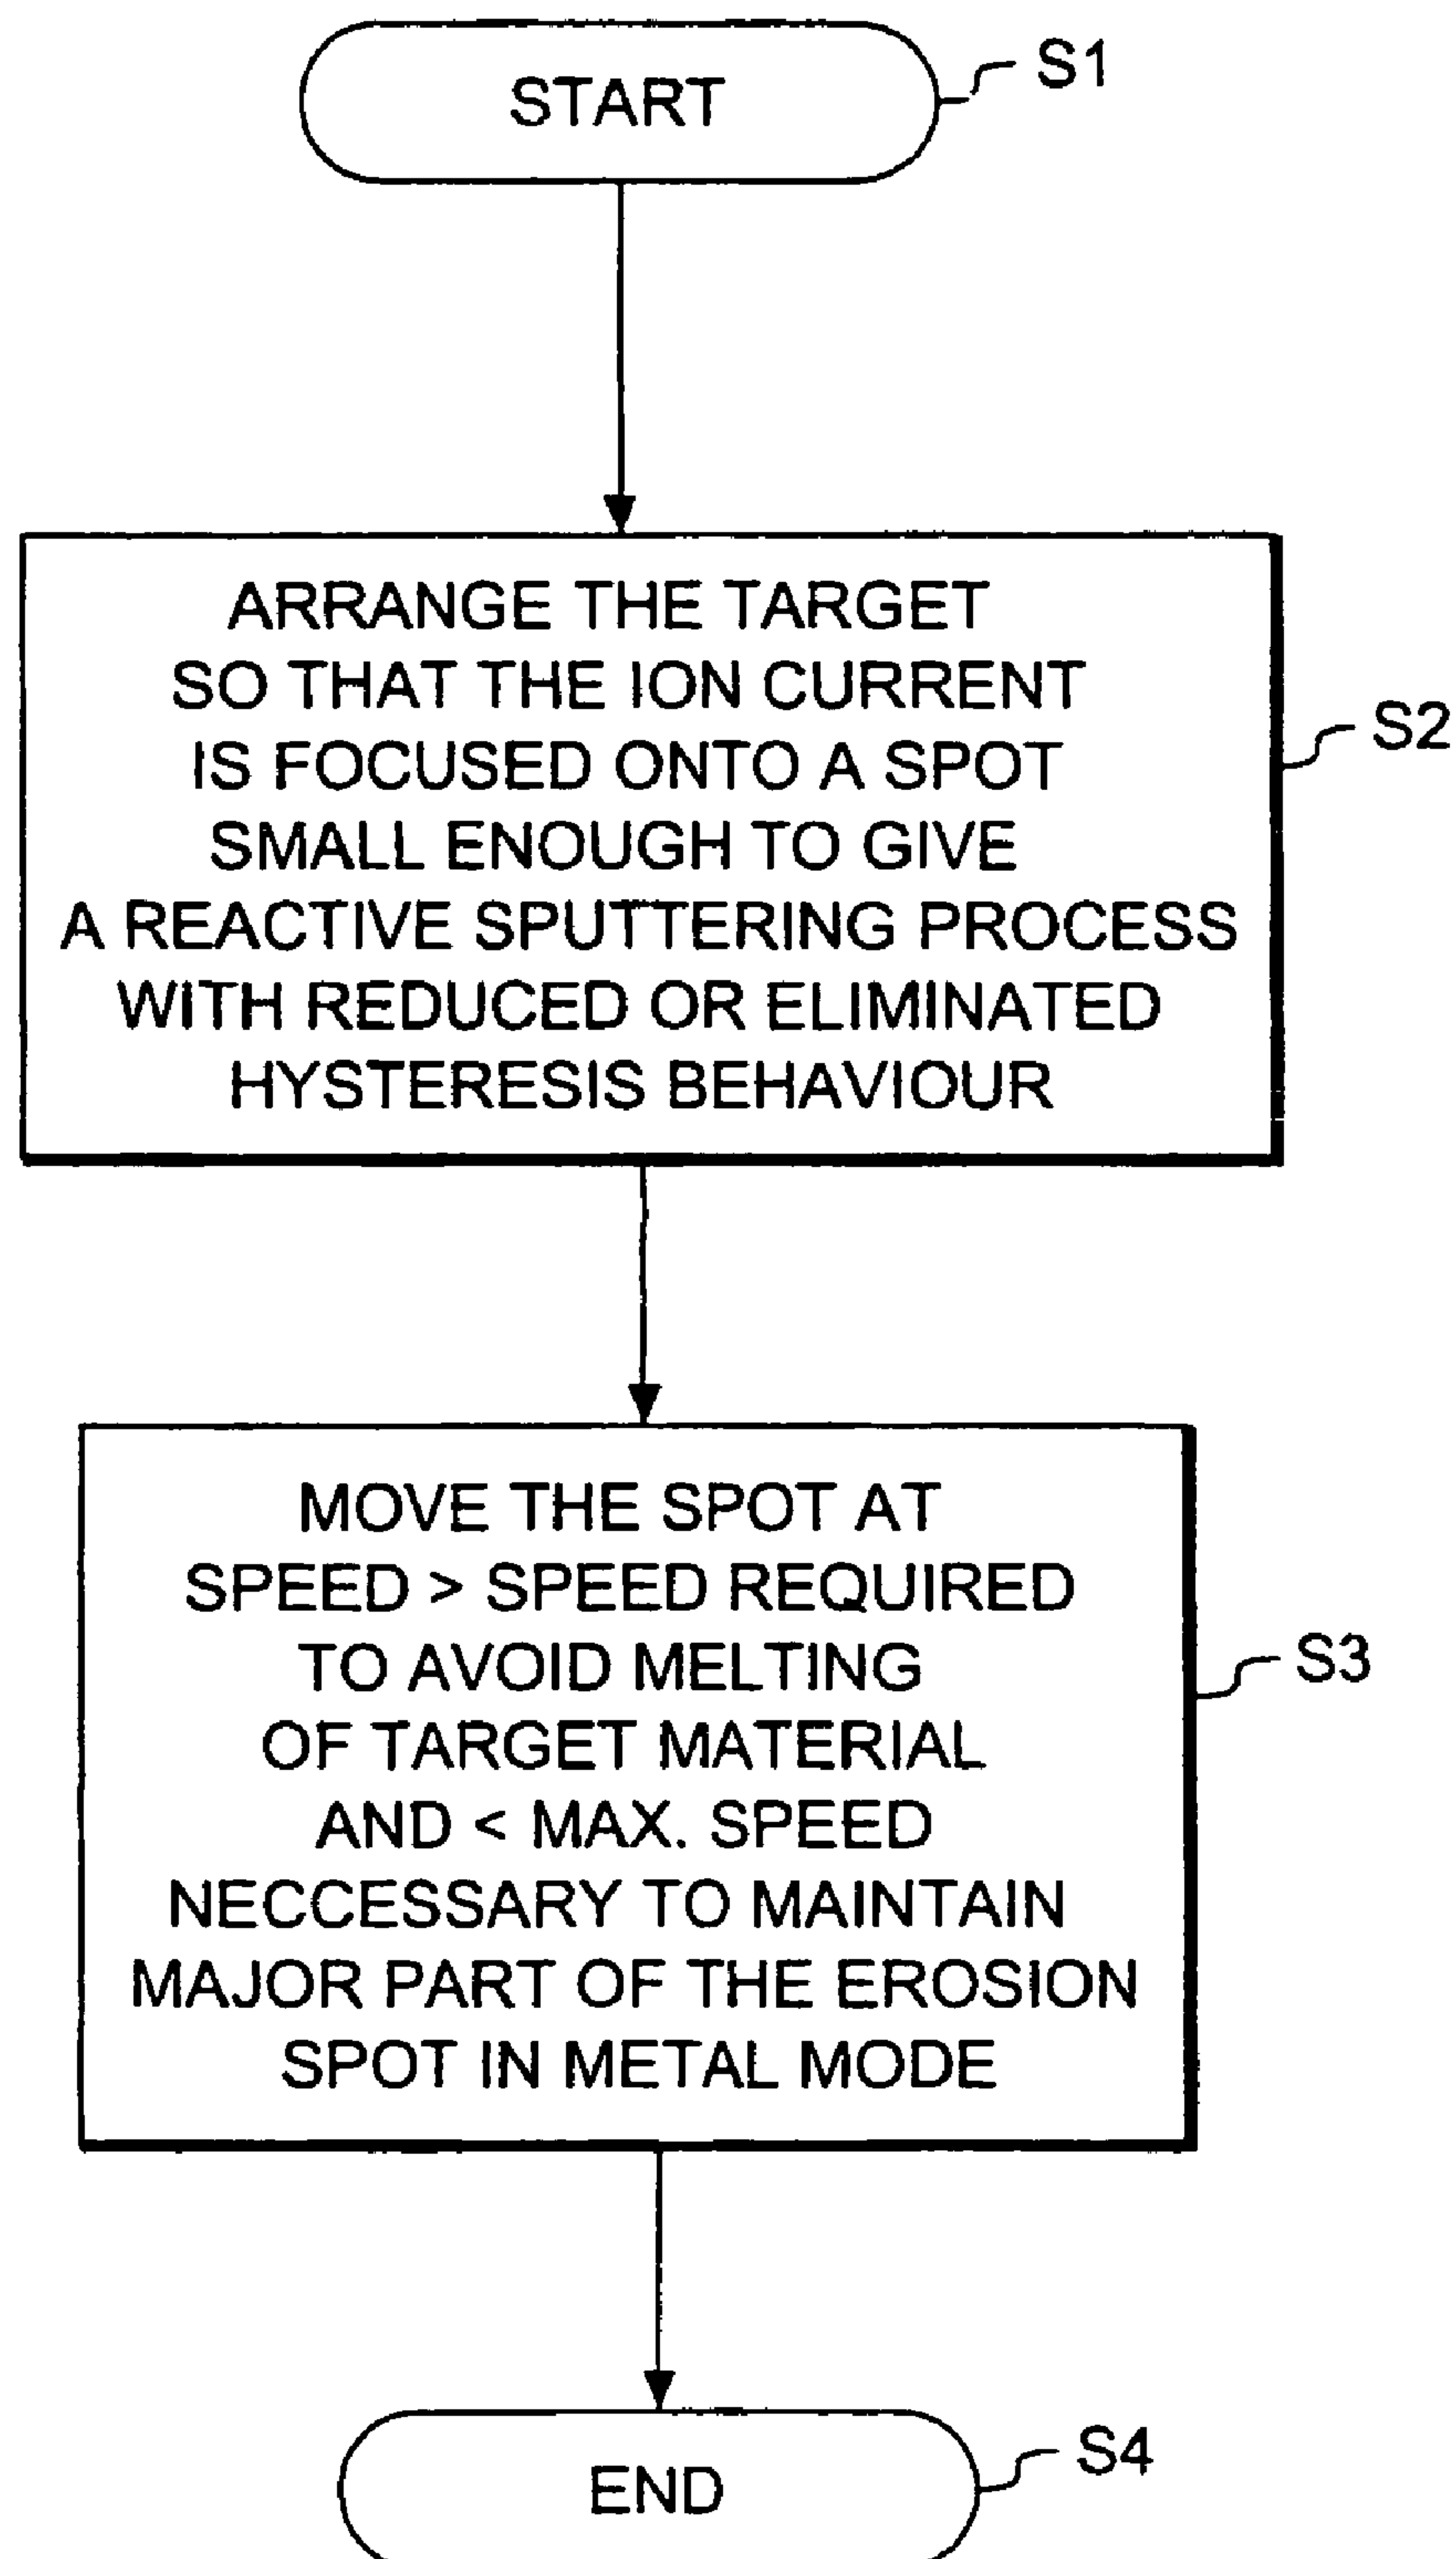 START
S1
ARRANGE THE TARGET
SO THAT THE ION CURRENT
IS FOCUSED ONTO A SPOT
SMALL ENOUGH TO GIVE
A REACTIVE SPUTTERING PROCESS
WITH REDUCED OR ELIMINATED
HYSTERESIS BEHAVIOUR
S2
MOVE THE SPOT AT
SPEED > SPEED REQUIRED
TO AVOID MELTING
OF TARGET MATERIAL
AND < MAX. SPEED
NECCESSARY TO MAINTAIN
MAJOR PART OF THE EROSION
SPOT IN METAL MODE
S3
END
S4